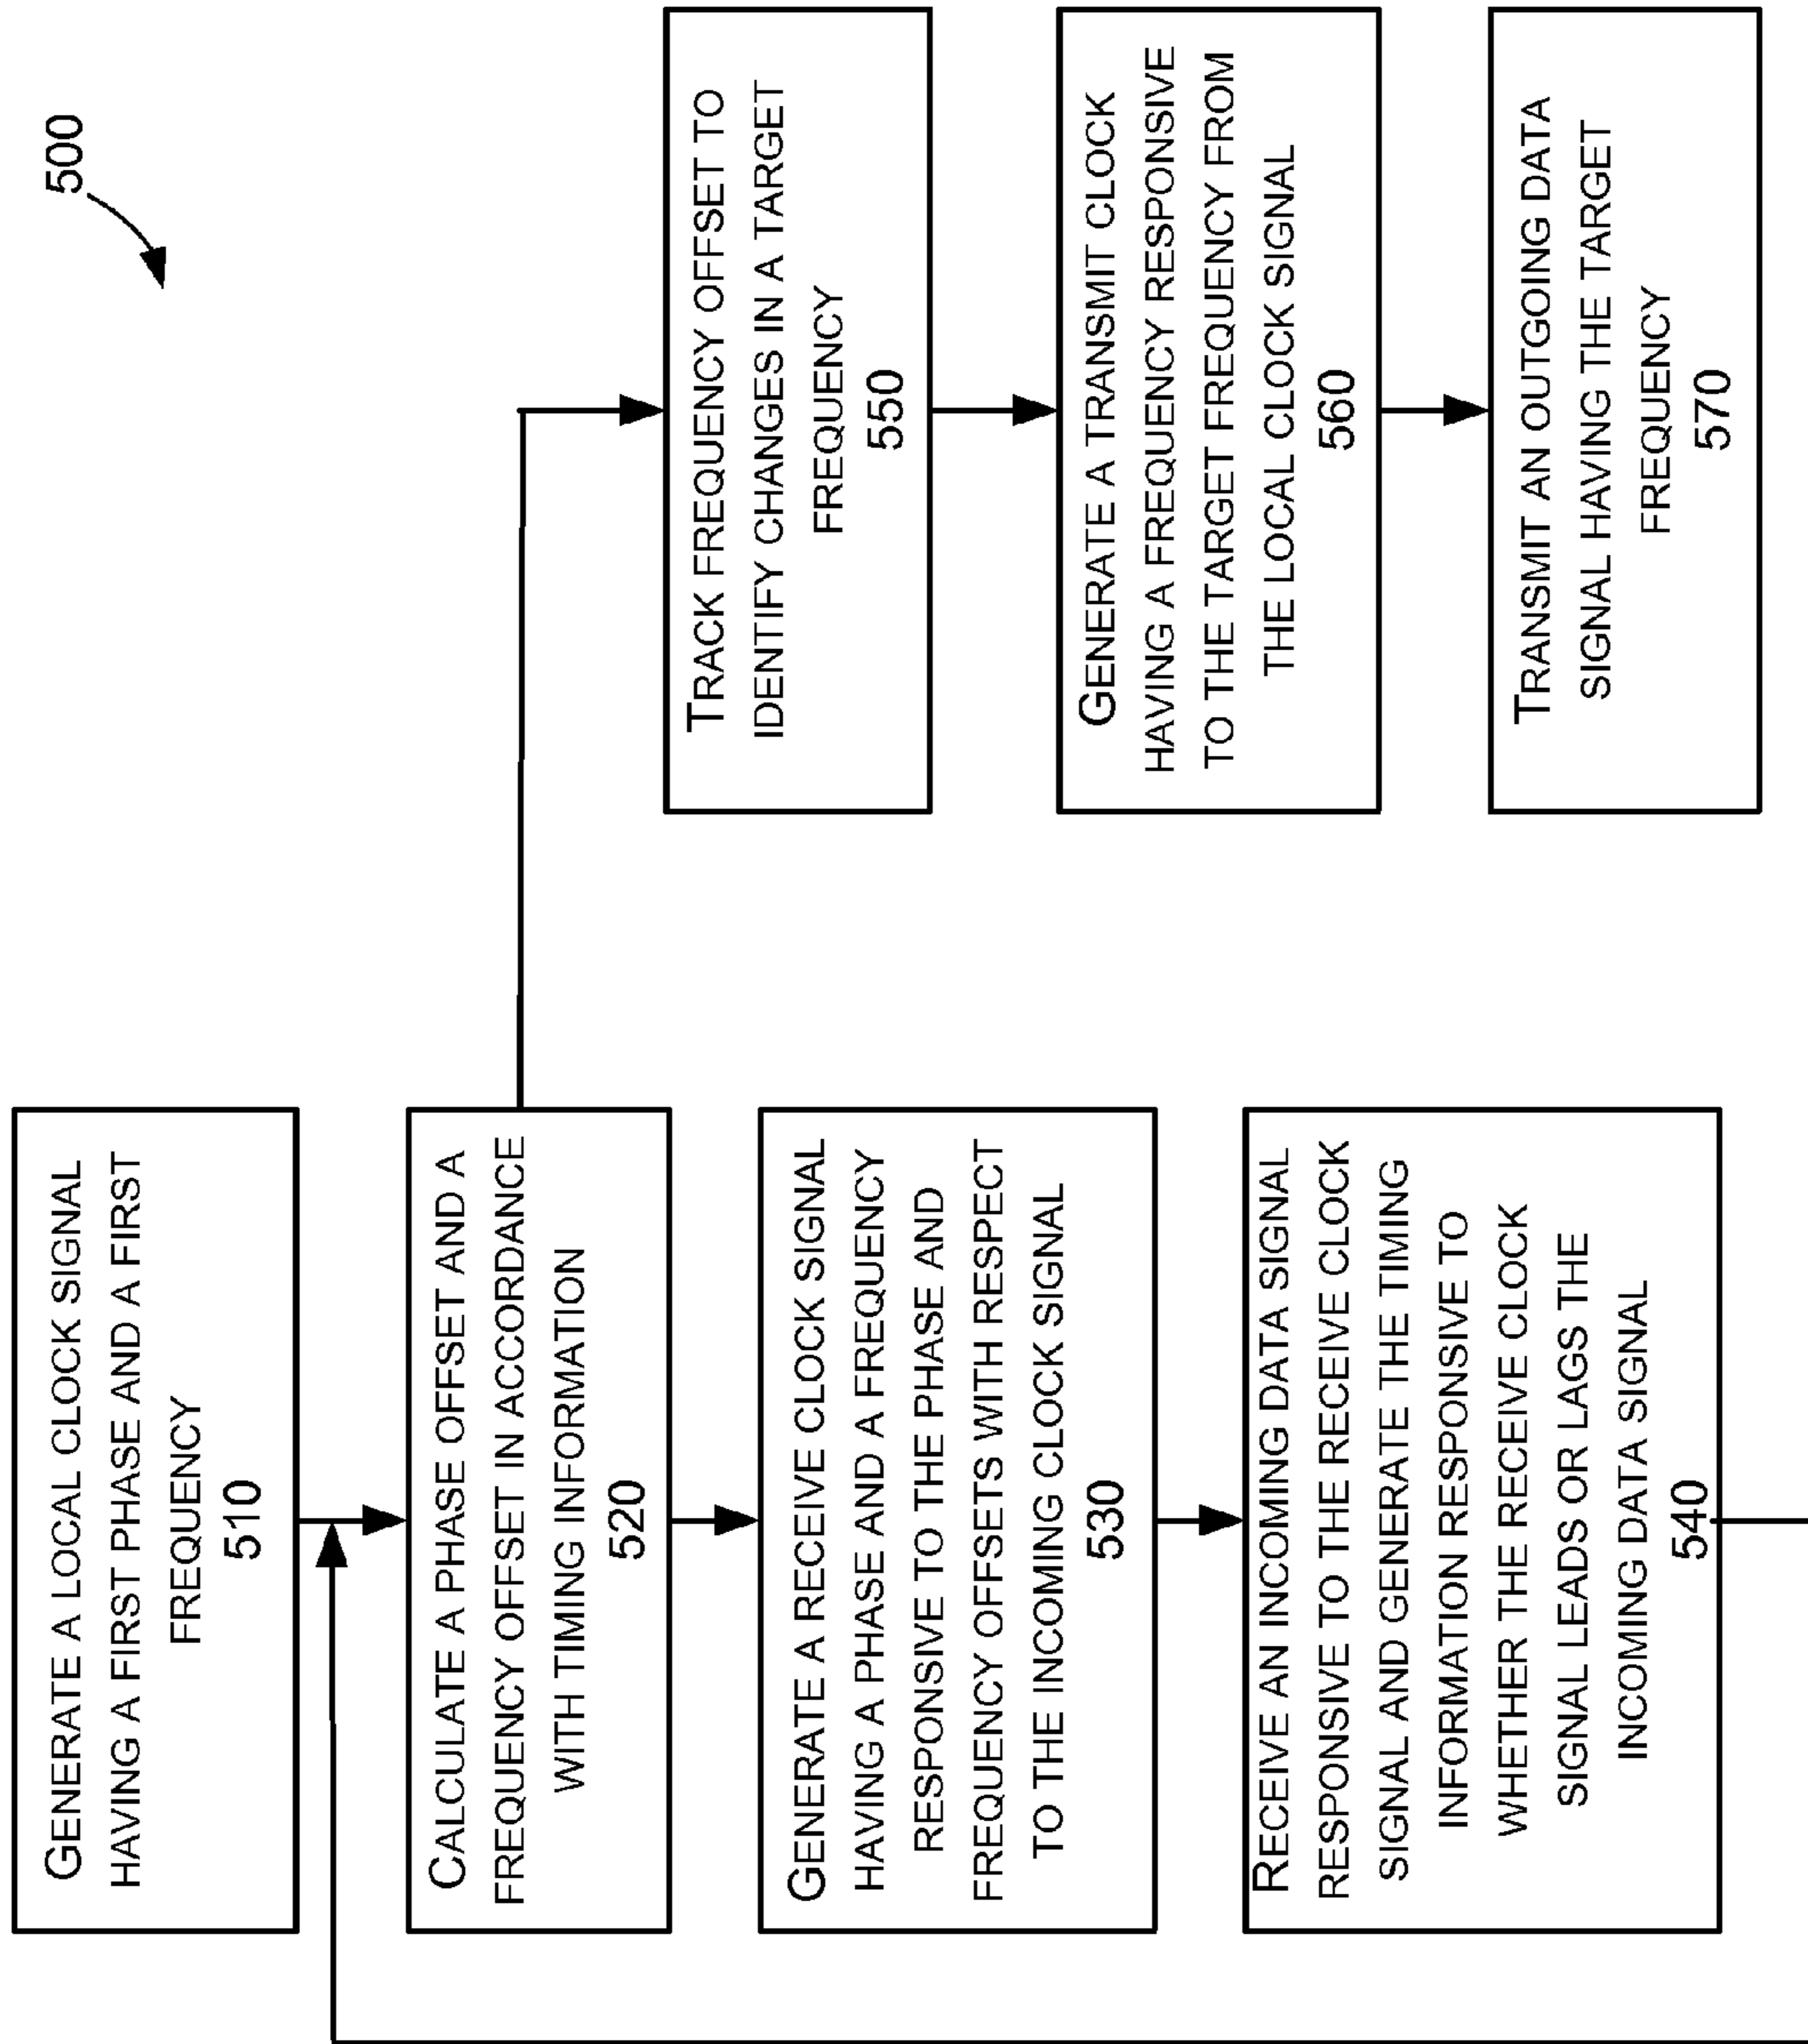 500
GENERATE A LOCAL CLOCK SIGNAL
HAVING A FIRST PHASE AND A FIRST
FREQUENCY
510
CALCULATE A PHASE OFFSET AND A
FREQUENCY OFFSET IN ACCORDANCE
WITH TIMING INFORMATION
520
GENERATE A RECEIVE CLOCK SIGNAL
HAVING A PHASE AND A FREQUENCY
RESPONSIVE TO THE PHASE AND
FREQUENCY OFFSETS WITH RESPECT
TO THE INCOMING CLOCK SIGNAL
530
RECEIVE AN INCOMING DATA SIGNAL
RESPONSIVE TO THE RECEIVE CLOCK
SIGNAL AND GENERATE THE TIMING
INFORMATION RESPONSIVE TO
WHETHER THE RECEIVE CLOCK
SIGNAL LEADS OR LAGS THE
INCOMING DATA SIGNAL
540
TRACK FREQUENCY OFFSET TO
IDENTIFY CHANGES IN A TARGET
FREQUENCY
550
GENERATE A TRANSMIT CLOCK
HAVING A FREQUENCY RESPONSIVE
TO THE TARGET FREQUENCY FROM
THE LOCAL CLOCK SIGNAL
560
TRANSMIT AN OUTGOING DATA
SIGNAL HAVING THE TARGET
FREQUENCY
570